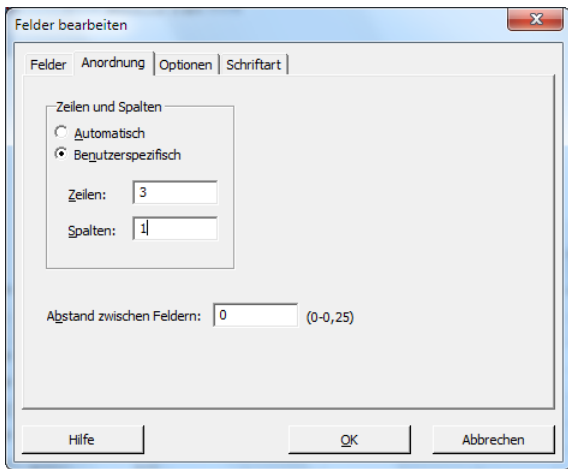 Felder bearbeiten
Felder Anordnung Optionen Schriftart
Zeilen und Spalten
Automatisch
Benutzerspezifisch
Zeilen: 3
Spalten: 1
Abstand zwischen Feldern: 0 (0-0,25)
Hilfe OK Abbrechen